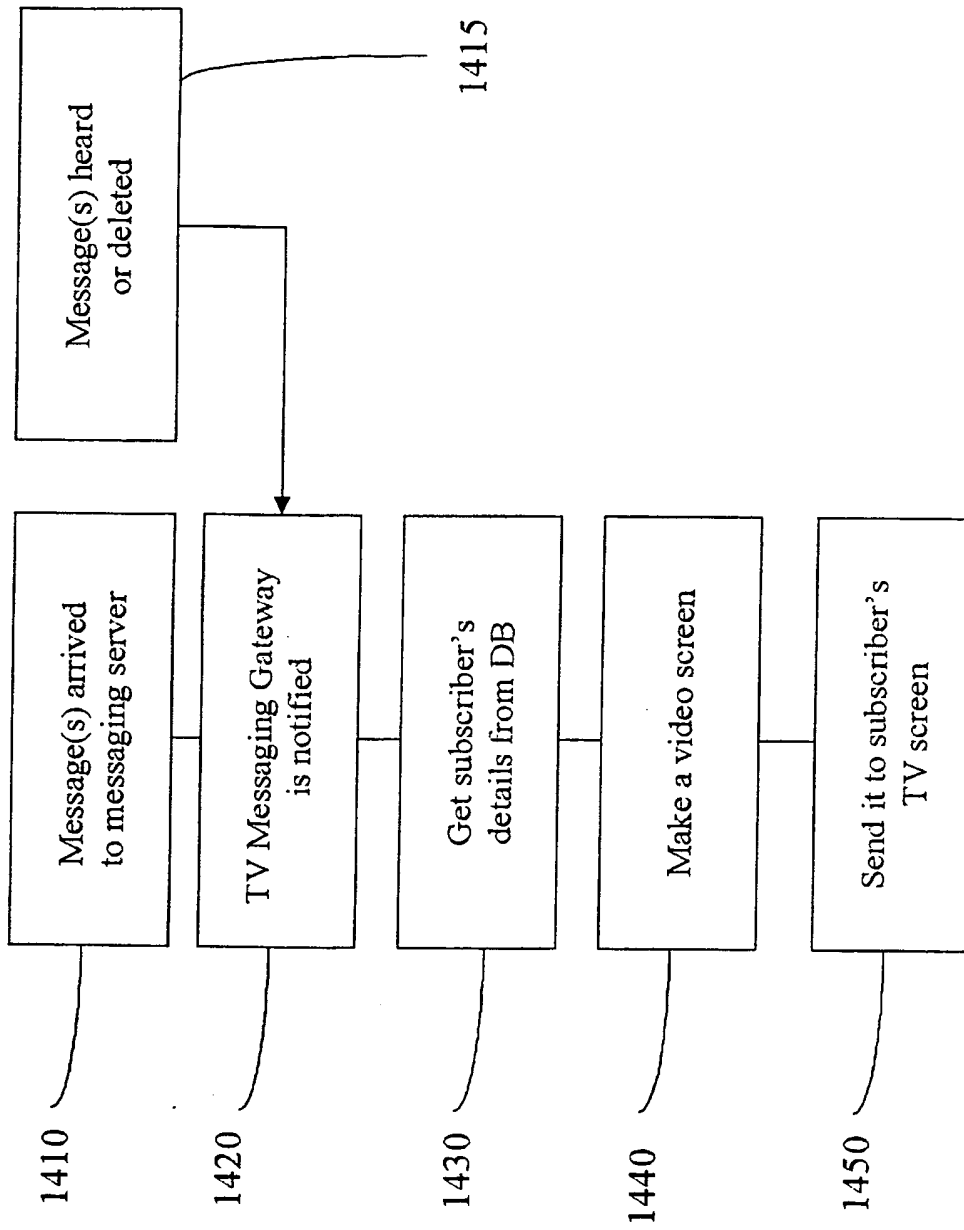 1410
Message(s) arrived
to messaging server
Message(s) heard
or deleted
1415
1420
TV Messaging Gateway
is notified
1430
Get subscriber's
details from DB
1440
Make a video screen
1450
Send it to subscriber's
TV screen